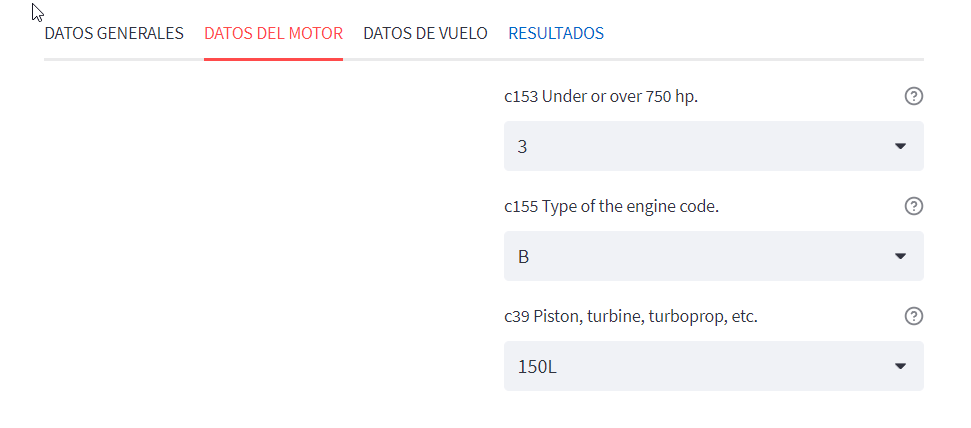 DATOS GENERALES DATOS DEL MOTOR DATOS DE VUELO RESULTADOS
c153 Under or over 750 hp.
3
c155 Type of the engine code.
B
c39 Piston, turbine, turboprop, etc.
150L